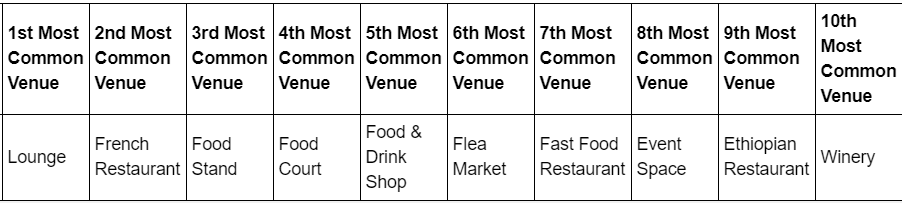 1st Most Common Venue
2nd Most Common Venue
3rd Most Common Venue
4th Most Common Venue
5th Most Common Venue
6th Most Common Venue
7th Most Common Venue
8th Most Common Venue
9th Most Common Venue
10th Most Common Venue
Lounge
French Restaurant
Food Stand
Food Court
Food & Drink Shop
Flea Market
Fast Food Restaurant
Event Space
Ethiopian Restaurant
Winery